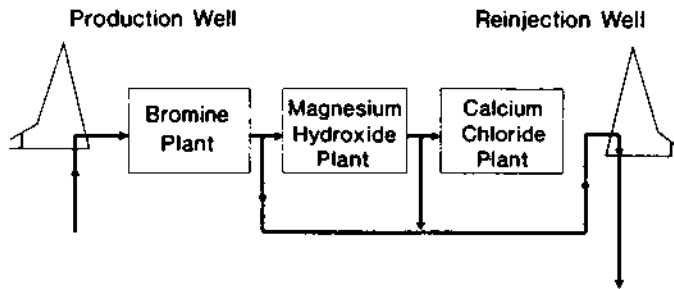 Production Well
Reinjection Well
Bromine
Plant
Magnesium
Hydroxide
Plant
Calcium
Chloride
Plant